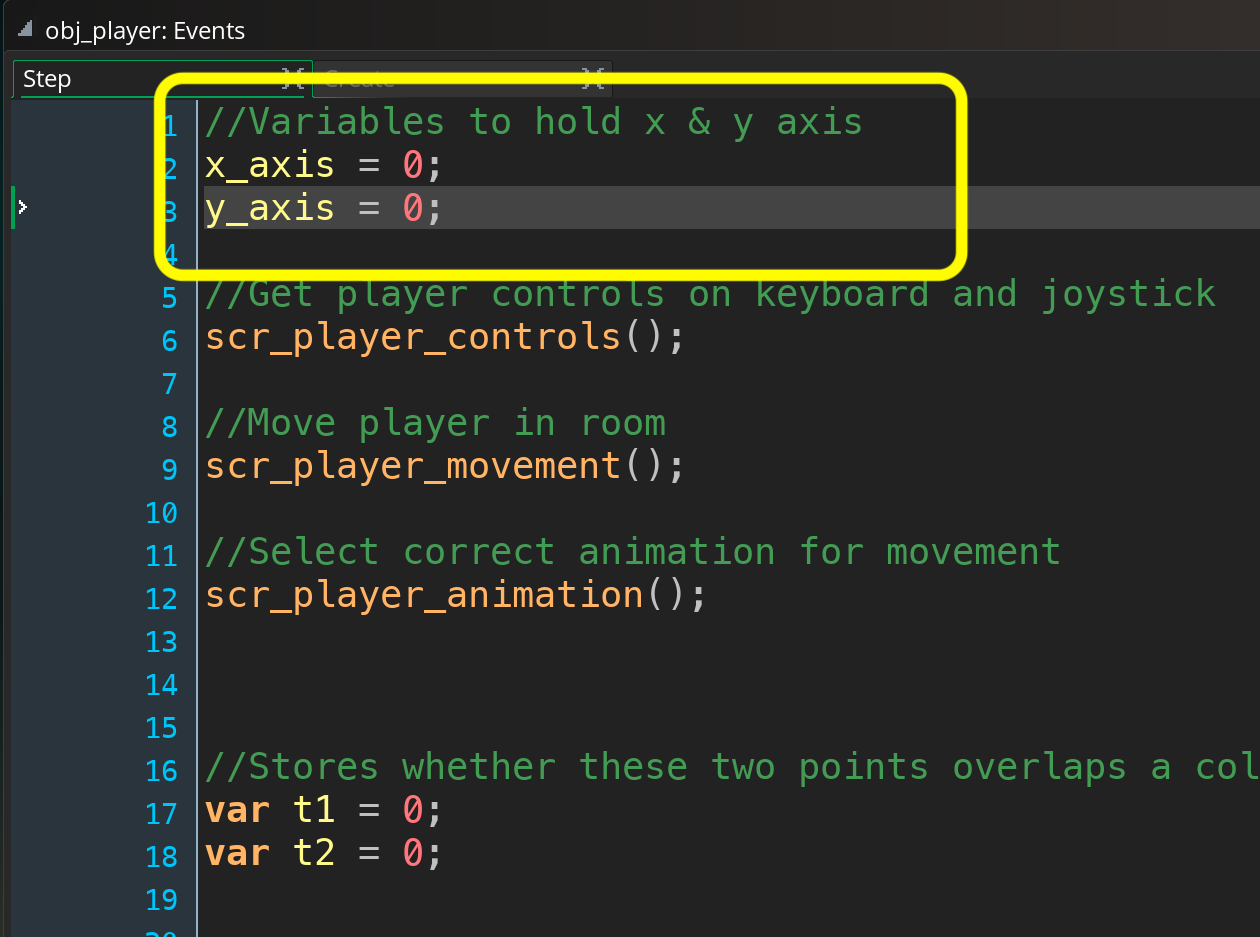 obj_player: Events
Step Create
1 //Variables to hold x & y axis
2 x_axis = 0;
3 y_axis = 0;
4
5 //Get player controls on keyboard and joystick
6 scr_player_controls();
7
8 //Move player in room
9 scr_player_movement();
10
11 //Select correct animation for movement
12 scr_player_animation();
13
14
15
16 //Stores whether these two points overlaps a col
17 var t1 = 0;
18 var t2 = 0;
19
20